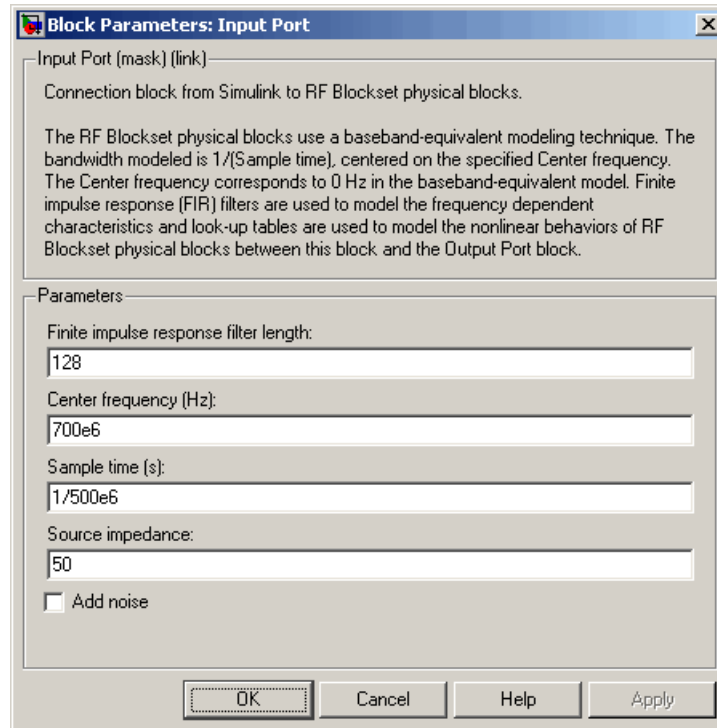 Block Parameters: Input Port
Input Port (mask) (link)
Connection block from Simulink to RF Blockset physical blocks.
The RF Blockset physical blocks use a baseband-equivalent modeling technique. The
bandwidth modeled is 1/(Sample time), centered on the specified Center frequency.
The Center frequency corresponds to 0 Hz in the baseband-equivalent model. Finite
impulse response (FIR) filters are used to model the frequency dependent
characteristics and look-up tables are used to model the nonlinear behaviors of RF
Blockset physical blocks between this block and the Output Port block.
Parameters
Finite impulse response filter length:
128
Center frequency (Hz):
700e6
Sample time (s):
1/500e6
Source impedance:
50
Add noise
OK Cancel Help Apply